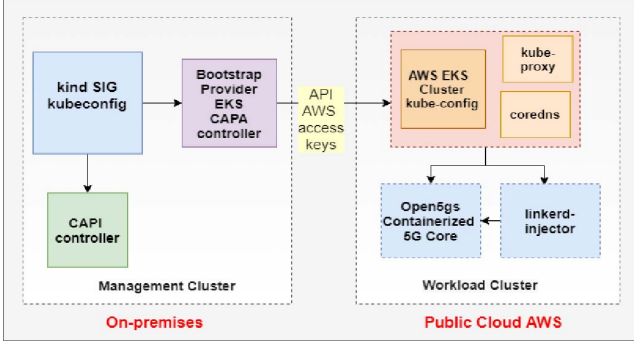 kind SIG
kubeconfig
Bootstrap
Provider
EKS
CAPA
controller
API
AWS
access
keys
AWS EKS
Cluster
kube-config
kube-
proxy
coredns
CAPI
controller
Open5gs
Containerized
5G Core
linkerd-
injector
Management Cluster
Workload Cluster
On-premises
Public Cloud AWS